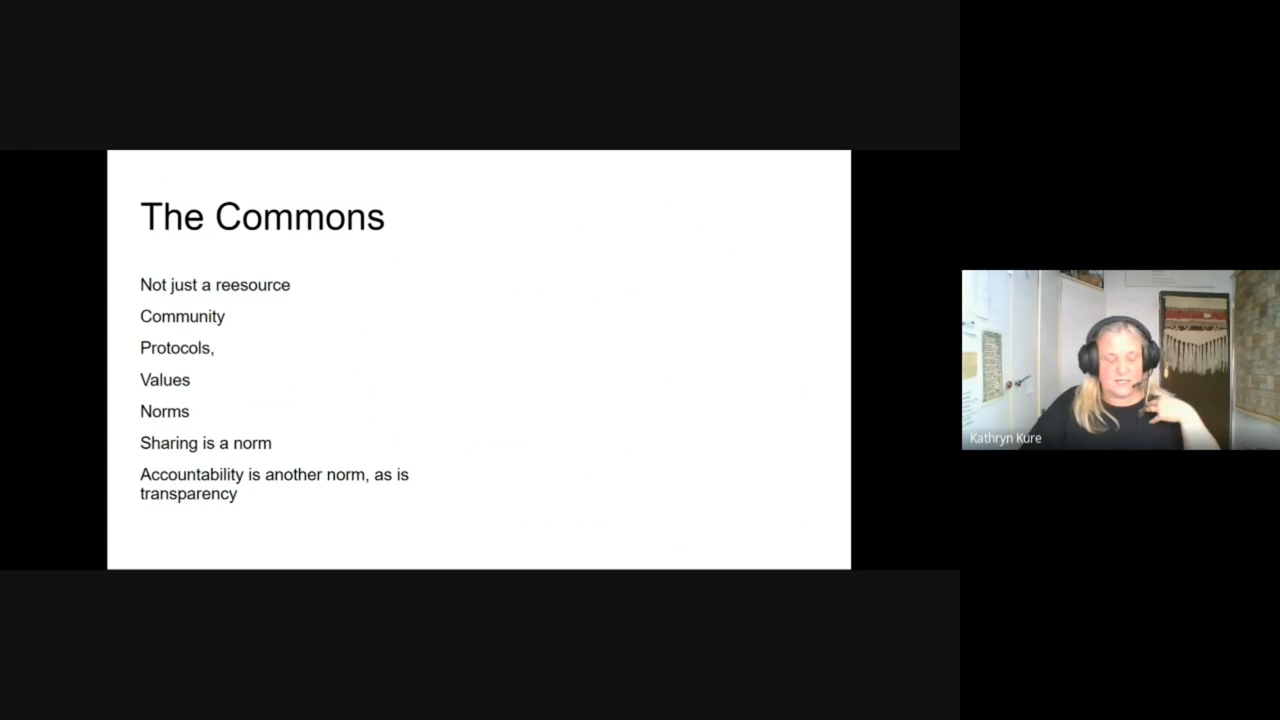 The Commons
Not just a reesource
Community
Protocols,
Values
Norms
Sharing is a norm
Accountability is another norm, as is
transparency
Kathryn Kure